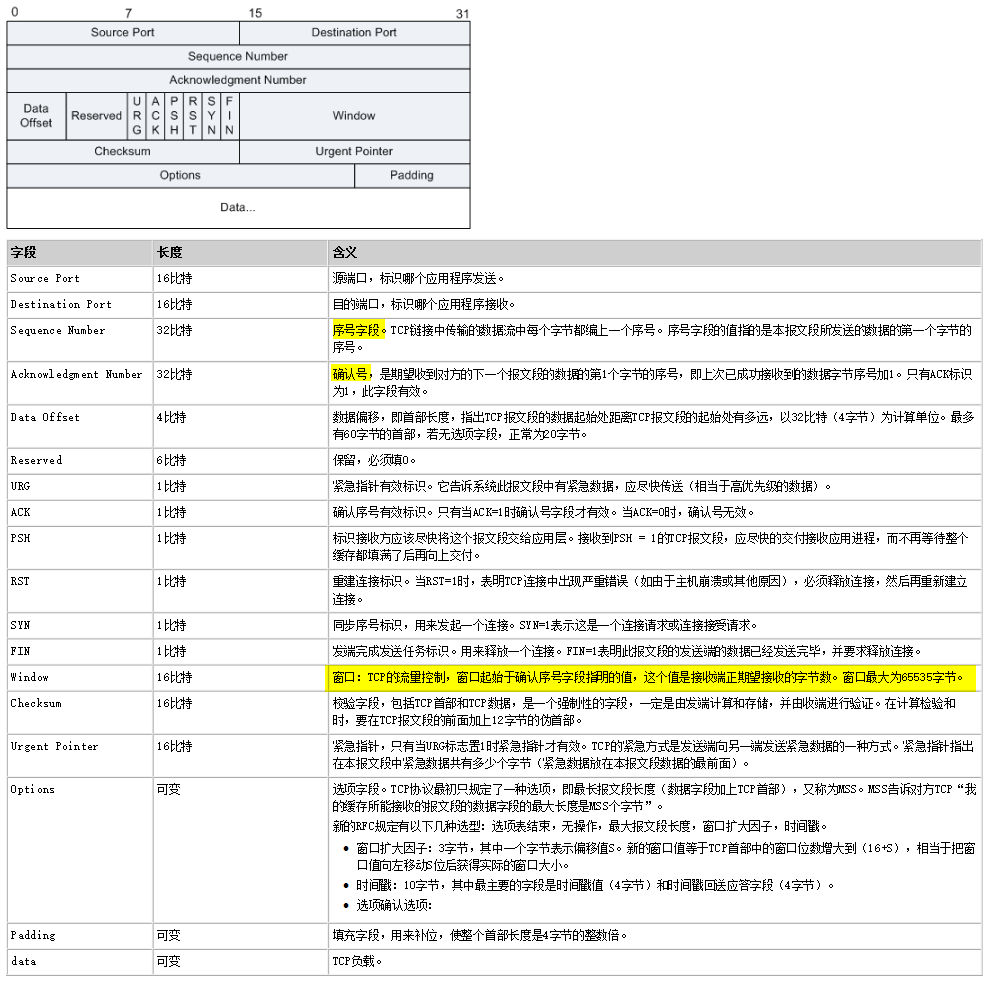 0 7 15 31
Source Port Destination Port
Sequence Number
Acknowledgment Number
Data Offset Reserved URG ACK PSH RST SYN FIN Window
Checksum Urgent Pointer
Options Padding
Data...
字段 长度 含义
Source Port 16比特 源端口，标识哪个应用程序发送。
Destination Port 16比特 目的端口，标识哪个应用程序接收。
Sequence Number 32比特 序号字段。TCP链接中传输的数据流中每个字节都编上一个序号。序号字段的值指的是本报文段所发送的数据的第一个字节的
序号。
Acknowledgment Number 32比特 确认号，是期望收到对方的下一个报文段的数据的第1个字节的序号，即上次已成功接收到的数据字节序号加1。只有ACK标识
为1，此字段有效。
Data Offset 4比特 数据偏移，即首部长度，指出TCP报文段的数据起始处距离TCP报文段的起始处有多远，以32比特（4字节）为计算单位。最多
有60字节的首部，若无选项字段，正常为20字节。
Reserved 6比特 保留，必须填0。
URG 1比特 紧急指针有效标识。它告诉系统此报文段中有紧急数据，应尽快传送（相当于高优先级的数据）。
ACK 1比特 确认序号有效标识。只有当ACK=1时确认号字段才有效。当ACK=0时，确认号无效。
PSH 1比特 标识接收方应该尽快将这个报文段交给应用层。接收到PSH = 1的TCP报文段，应尽快的交付接收应用进程，而不再等待整个
缓存都填满了后再向上交付。
RST 1比特 重建连接标识。当RST=1时，表明TCP连接中出现严重错误（如由于主机崩溃或其他原因），必须释放连接，然后再重新建立
连接。
SYN 1比特 同步序号标识，用来发起一个连接。SYN=1表示这是一个连接请求或连接接受请求。
FIN 1比特 发端完成发送任务标识。用来释放一个连接。FIN=1表明此报文段的发送端的数据已经发送完毕，并要求释放连接。
Window 16比特 窗口：TCP的流量控制，窗口起始于确认序号字段指明的值，这个值是接收端正期望接收的字节数。窗口最大为65535字节。
Checksum 16比特 校验字段，包括TCP首部和TCP数据，是一个强制性的字段，一定是由发端计算和存储，并由收端进行验证。在计算检验和
时，要在TCP报文段的前面加上12字节的伪首部。
Urgent Pointer 16比特 紧急指针，只有当URG标志置1时紧急指针才有效。TCP的紧急方式是发送端向另一端发送紧急数据的一种方式。紧急指针指出
在本报文段中紧急数据共有多少个字节（紧急数据放在本报文段数据的最前面）。
Options 可变 选项字段。TCP协议最初只规定了一种选项，即最长报文段长度（数据字段加上TCP首部），又称为MSS。MSS告诉对方TCP“我
的缓存所能接收的报文段的数据字段的最大长度是MSS个字节”。
新的RFC规定有以下几种选型：选项表结束，无操作，最大报文段长度，窗口扩大因子，时间戳。
• 窗口扩大因子：3字节，其中一个字节表示偏移值S。新的窗口值等于TCP首部中的窗口位数增大到（16+S），相当于把窗
口值向左移动S位后获得实际的窗口大小。
• 时间戳：10字节，其中最主要的字段是时间戳值（4字节）和时间戳回送应答字段（4字节）。
• 选项确认选项：
Padding 可变 填充字段，用来补位，使整个首部长度是4字节的整数倍。
data 可变 TCP负载。